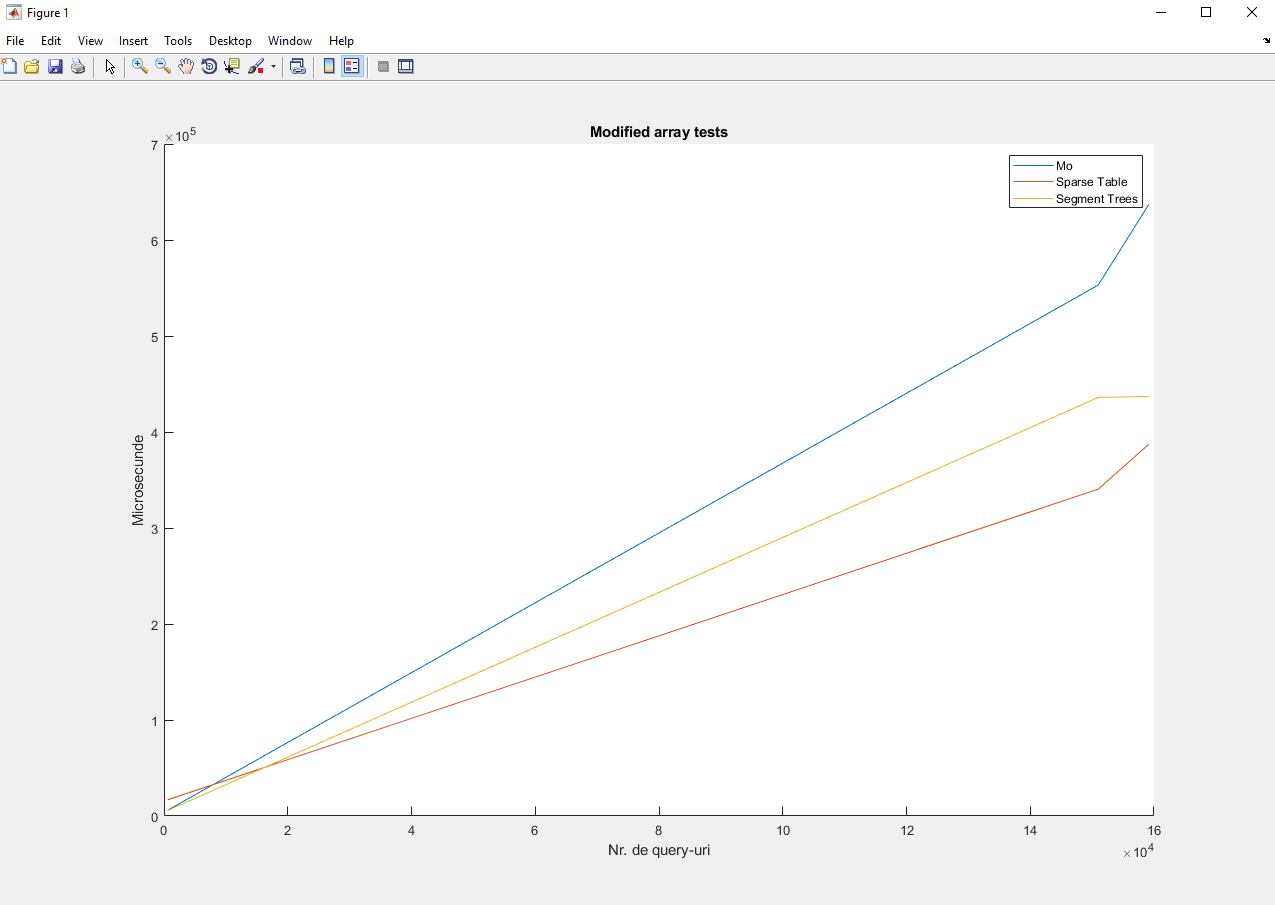 Figure 1
File Edit View Insert Tools Desktop Window Help
Modified array tests
×10^5
7
6
5
4
3
2
1
0
Microsecunde
Mo
Sparse Table
Segment Trees
0 2 4 6 8 10 12 14 16
×10^4
Nr. de query-uri